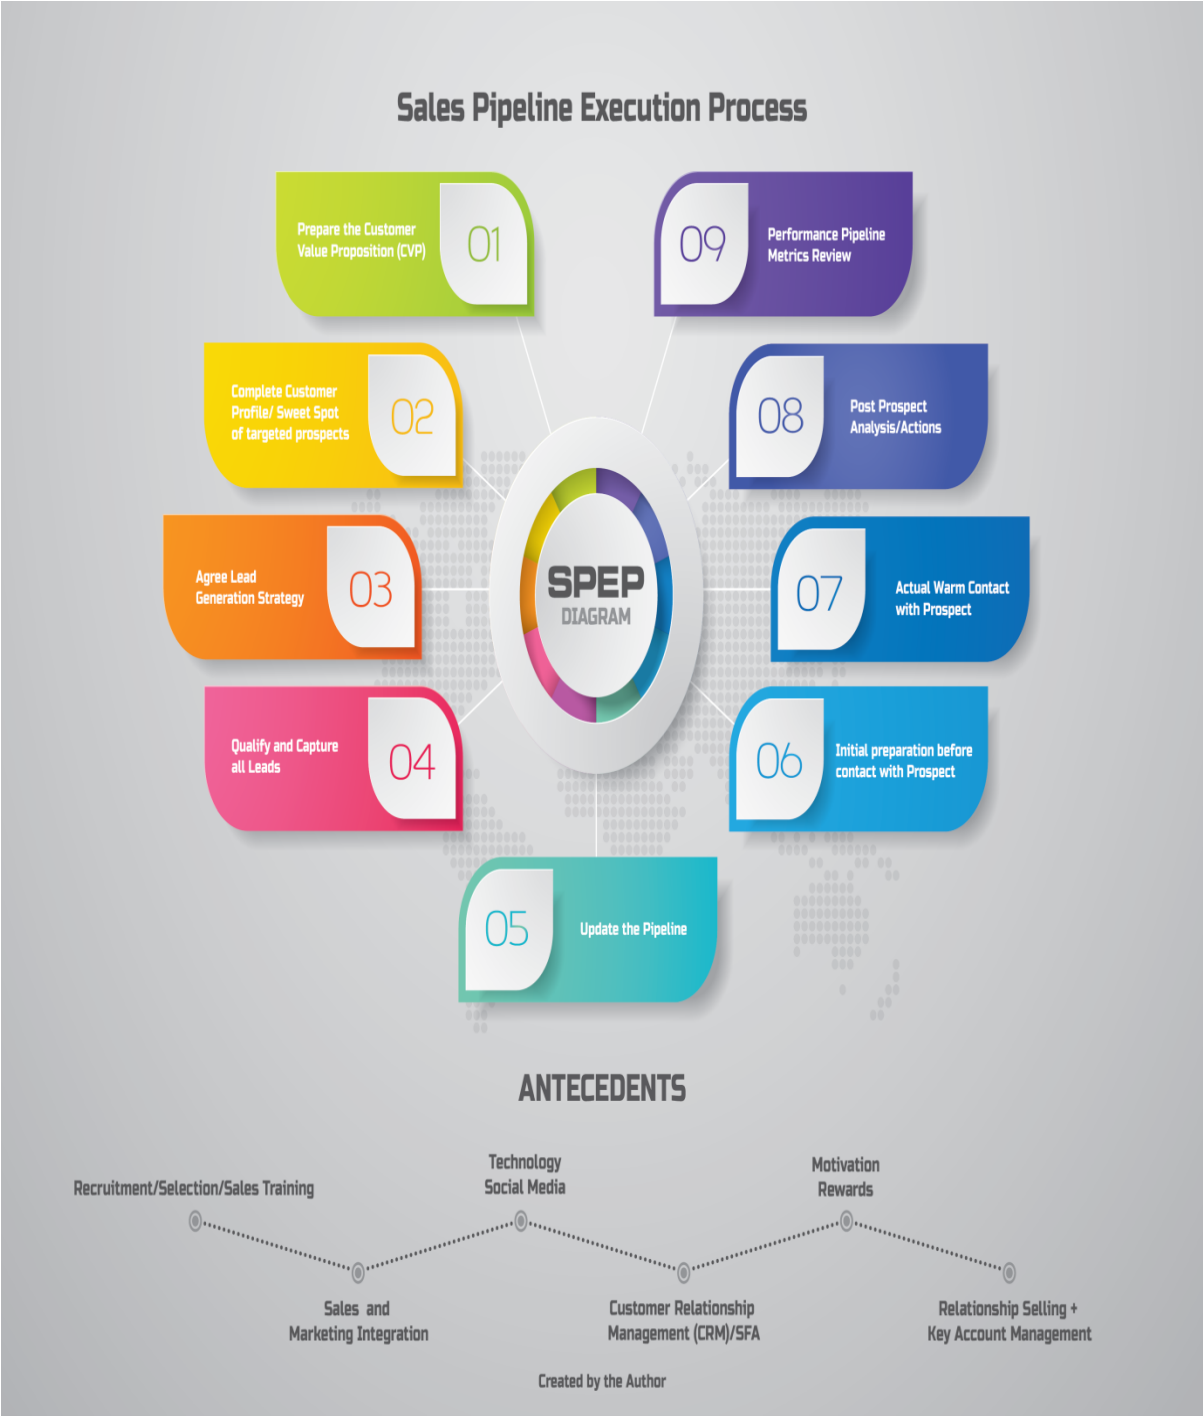 Sales Pipeline Execution Process
Prepare the Customer
Value Proposition (CVP)
01
09
Performance Pipeline
Metrics Review
Complete Customer
Profile/ Sweet Spot
of targeted prospects
02
08
Post Prospect
Analysis/Actions
Agree Lead
Generation Strategy
03
SPEP
DIAGRAM
07
Actual Warm Contact
with Prospect
Qualify and Capture
all Leads
04
06
Initial preparation before
contact with Prospect
05
Update the Pipeline
ANTECEDENTS
Recruitment/Selection/Sales Training
Technology
Social Media
Motivation
Rewards
Sales and
Marketing Integration
Customer Relationship
Management (CRM)/SFA
Relationship Selling +
Key Account Management
Created by the Author